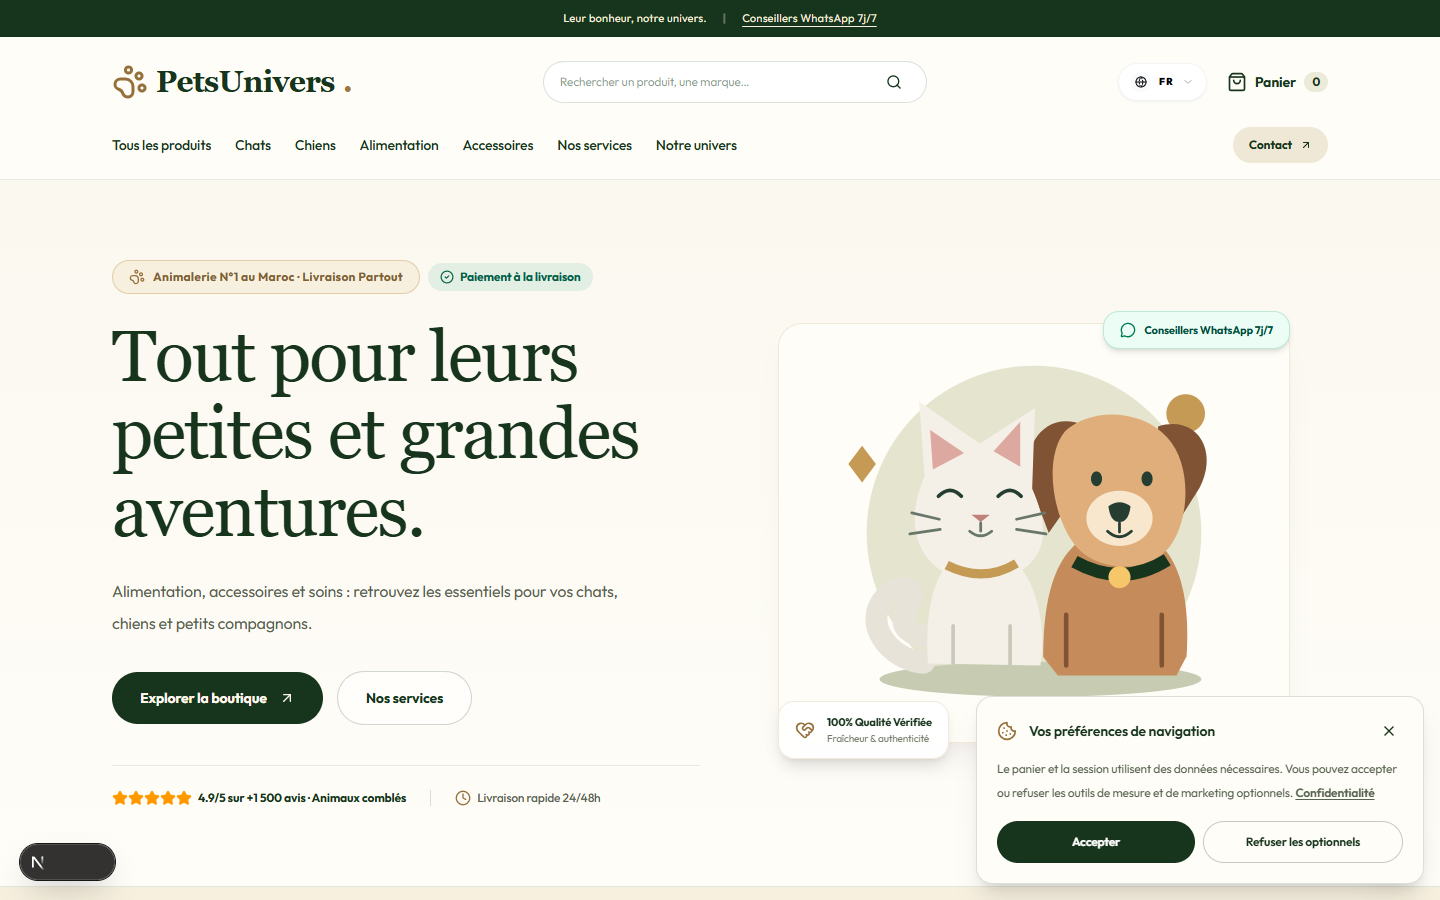 Leur bonheur, notre univers. | Conseillers WhatsApp 7j/7
PetsUnivers .
Rechercher un produit, une marque...
FR
Panier 0
Tous les produits Chats Chiens Alimentation Accessoires Nos services Notre univers
Contact
Animalerie N°1 au Maroc · Livraison Partout
Paiement à la livraison
Tout pour leurs
petites et grandes
aventures.
Alimentation, accessoires et soins : retrouvez les essentiels pour vos chats,
chiens et petits compagnons.
Explorer la boutique
Nos services
4.9/5 sur +1 500 avis · Animaux comblés
Livraison rapide 24/48h
Conseillers WhatsApp 7j/7
100% Qualité Vérifiée
Fraîcheur & authenticité
Vos préférences de navigation
Le panier et la session utilisent des données nécessaires. Vous pouvez accepter
ou refuser les outils de mesure et de marketing optionnels. Confidentialité
Accepter
Refuser les optionnels
N